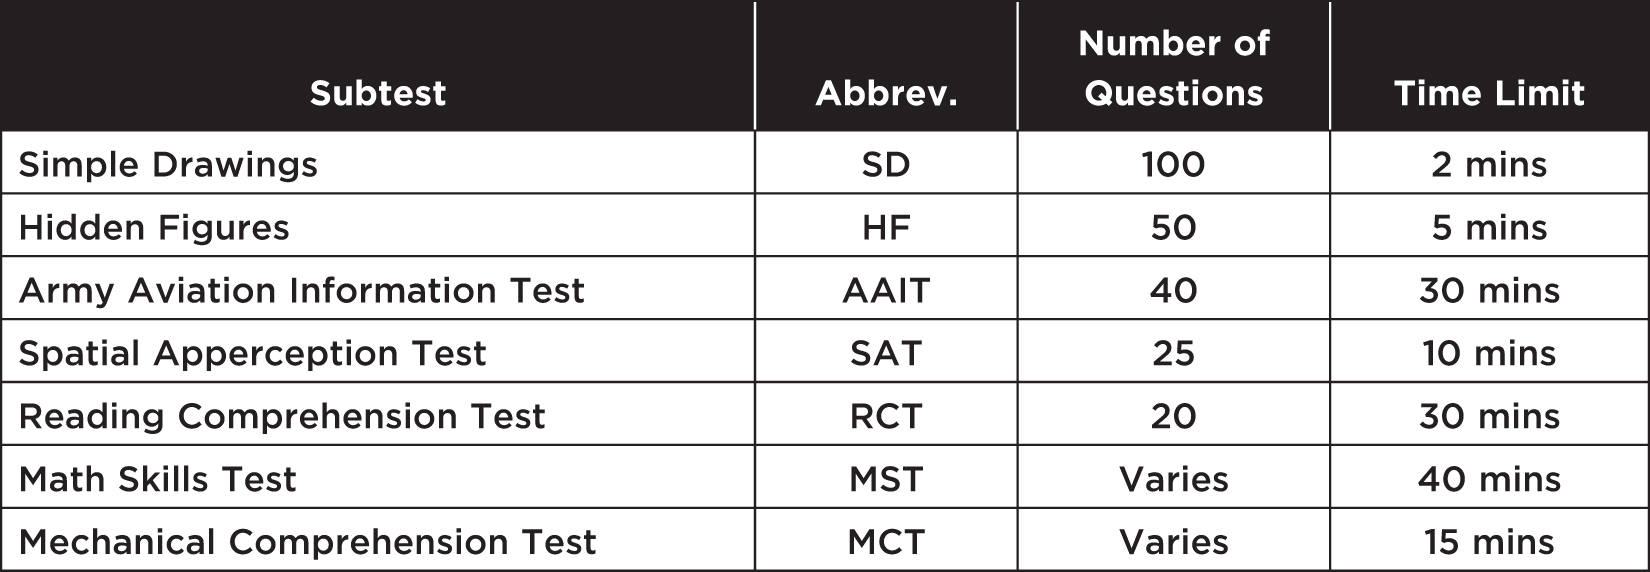 Subtest Abbrev. Number of Questions Time Limit
Simple Drawings SD 100 2 mins
Hidden Figures HF 50 5 mins
Army Aviation Information Test AAIT 40 30 mins
Spatial Apperception Test SAT 25 10 mins
Reading Comprehension Test RCT 20 30 mins
Math Skills Test MST Varies 40 mins
Mechanical Comprehension Test MCT Varies 15 mins